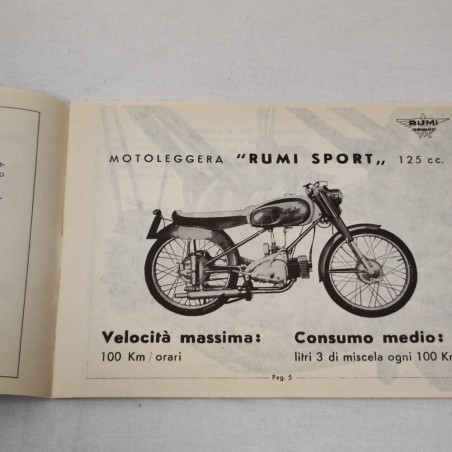 RUMI
MOTOLEGGERA "RUMI SPORT„ 125 cc.
Velocità massima:
100 Km/orari
Consumo medio:
litri 3 di miscela ogni 100 K
Pag. 5